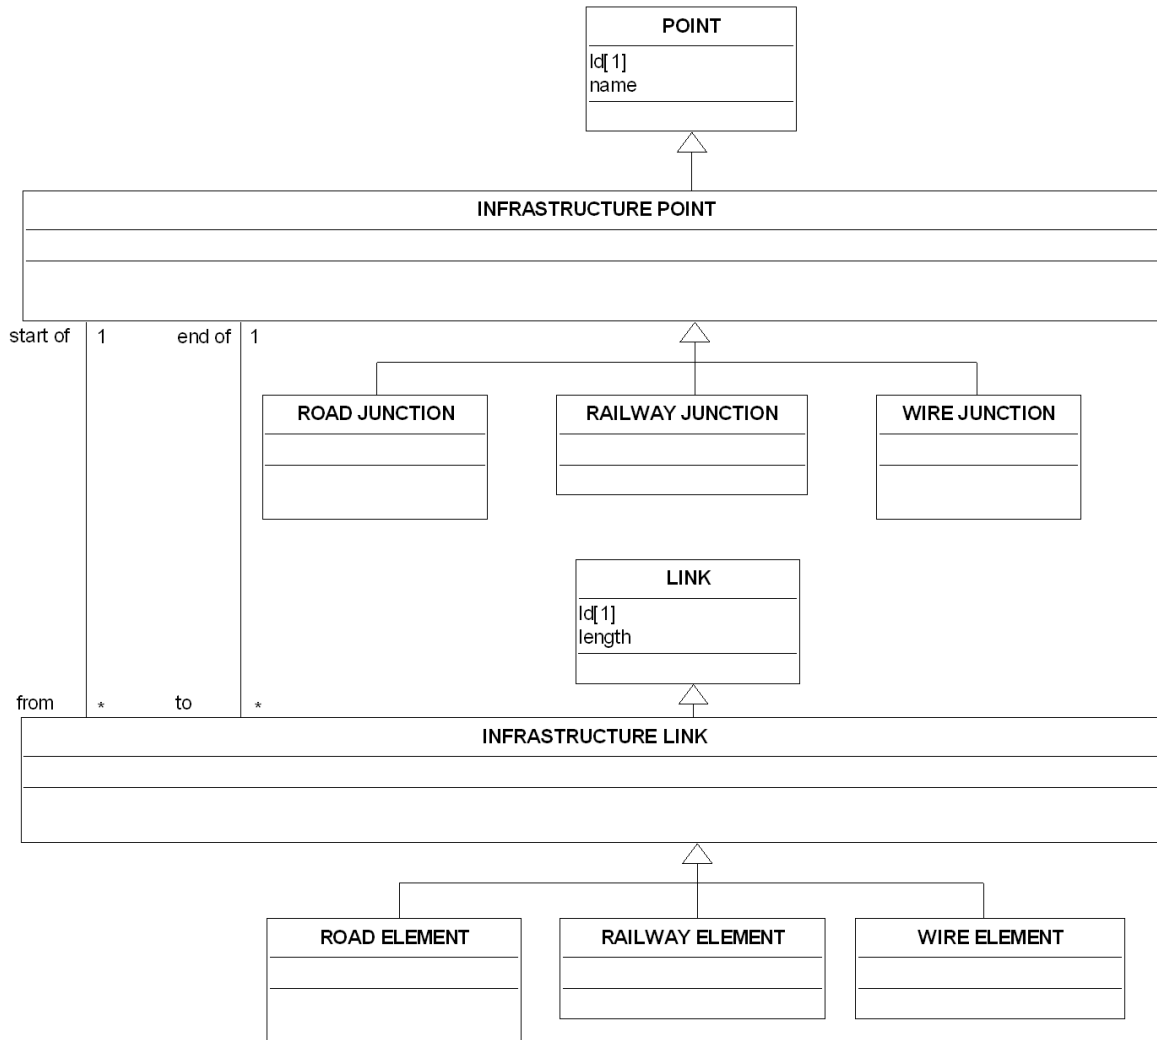 POINT
Id[1]
name
INFRASTRUCTURE POINT
start of 1 end of 1
ROAD JUNCTION RAILWAY JUNCTION WIRE JUNCTION
LINK
Id[1]
length
from * to *
INFRASTRUCTURE LINK
ROAD ELEMENT RAILWAY ELEMENT WIRE ELEMENT